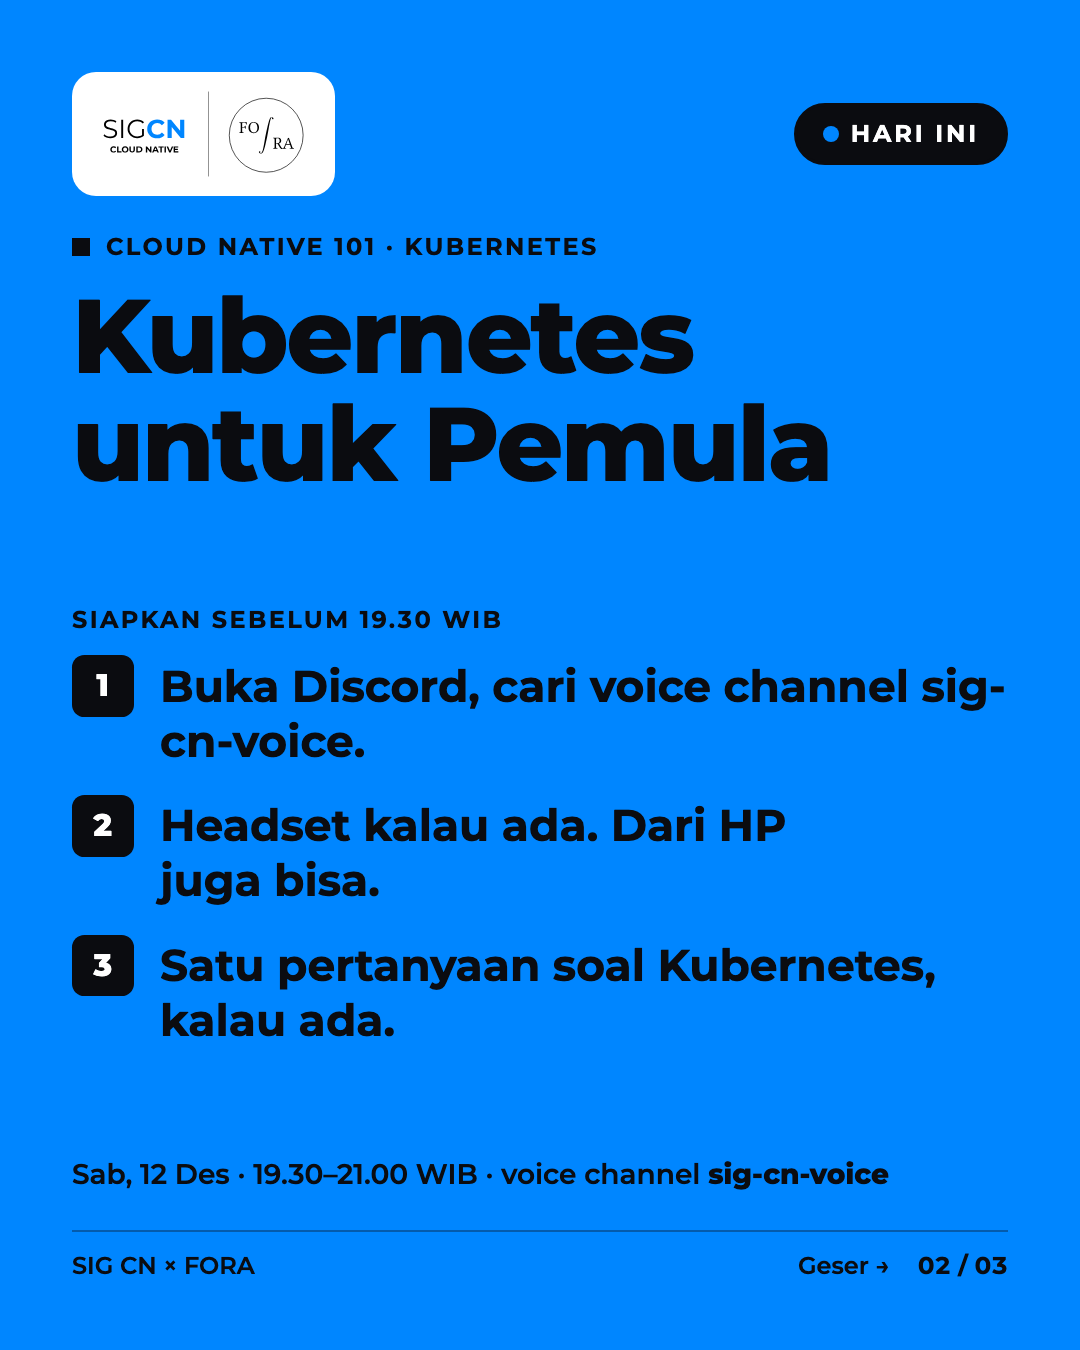 SIGCN
CLOUD NATIVE
FO
RA
HARI INI
CLOUD NATIVE 101 · KUBERNETES
Kubernetes
untuk Pemula
SIAPKAN SEBELUM 19.30 WIB
1 Buka Discord, cari voice channel sig-
cn-voice.
2 Headset kalau ada. Dari HP
juga bisa.
3 Satu pertanyaan soal Kubernetes,
kalau ada.
Sab, 12 Des · 19.30–21.00 WIB · voice channel sig-cn-voice
SIG CN × FORA
Geser → 02 / 03